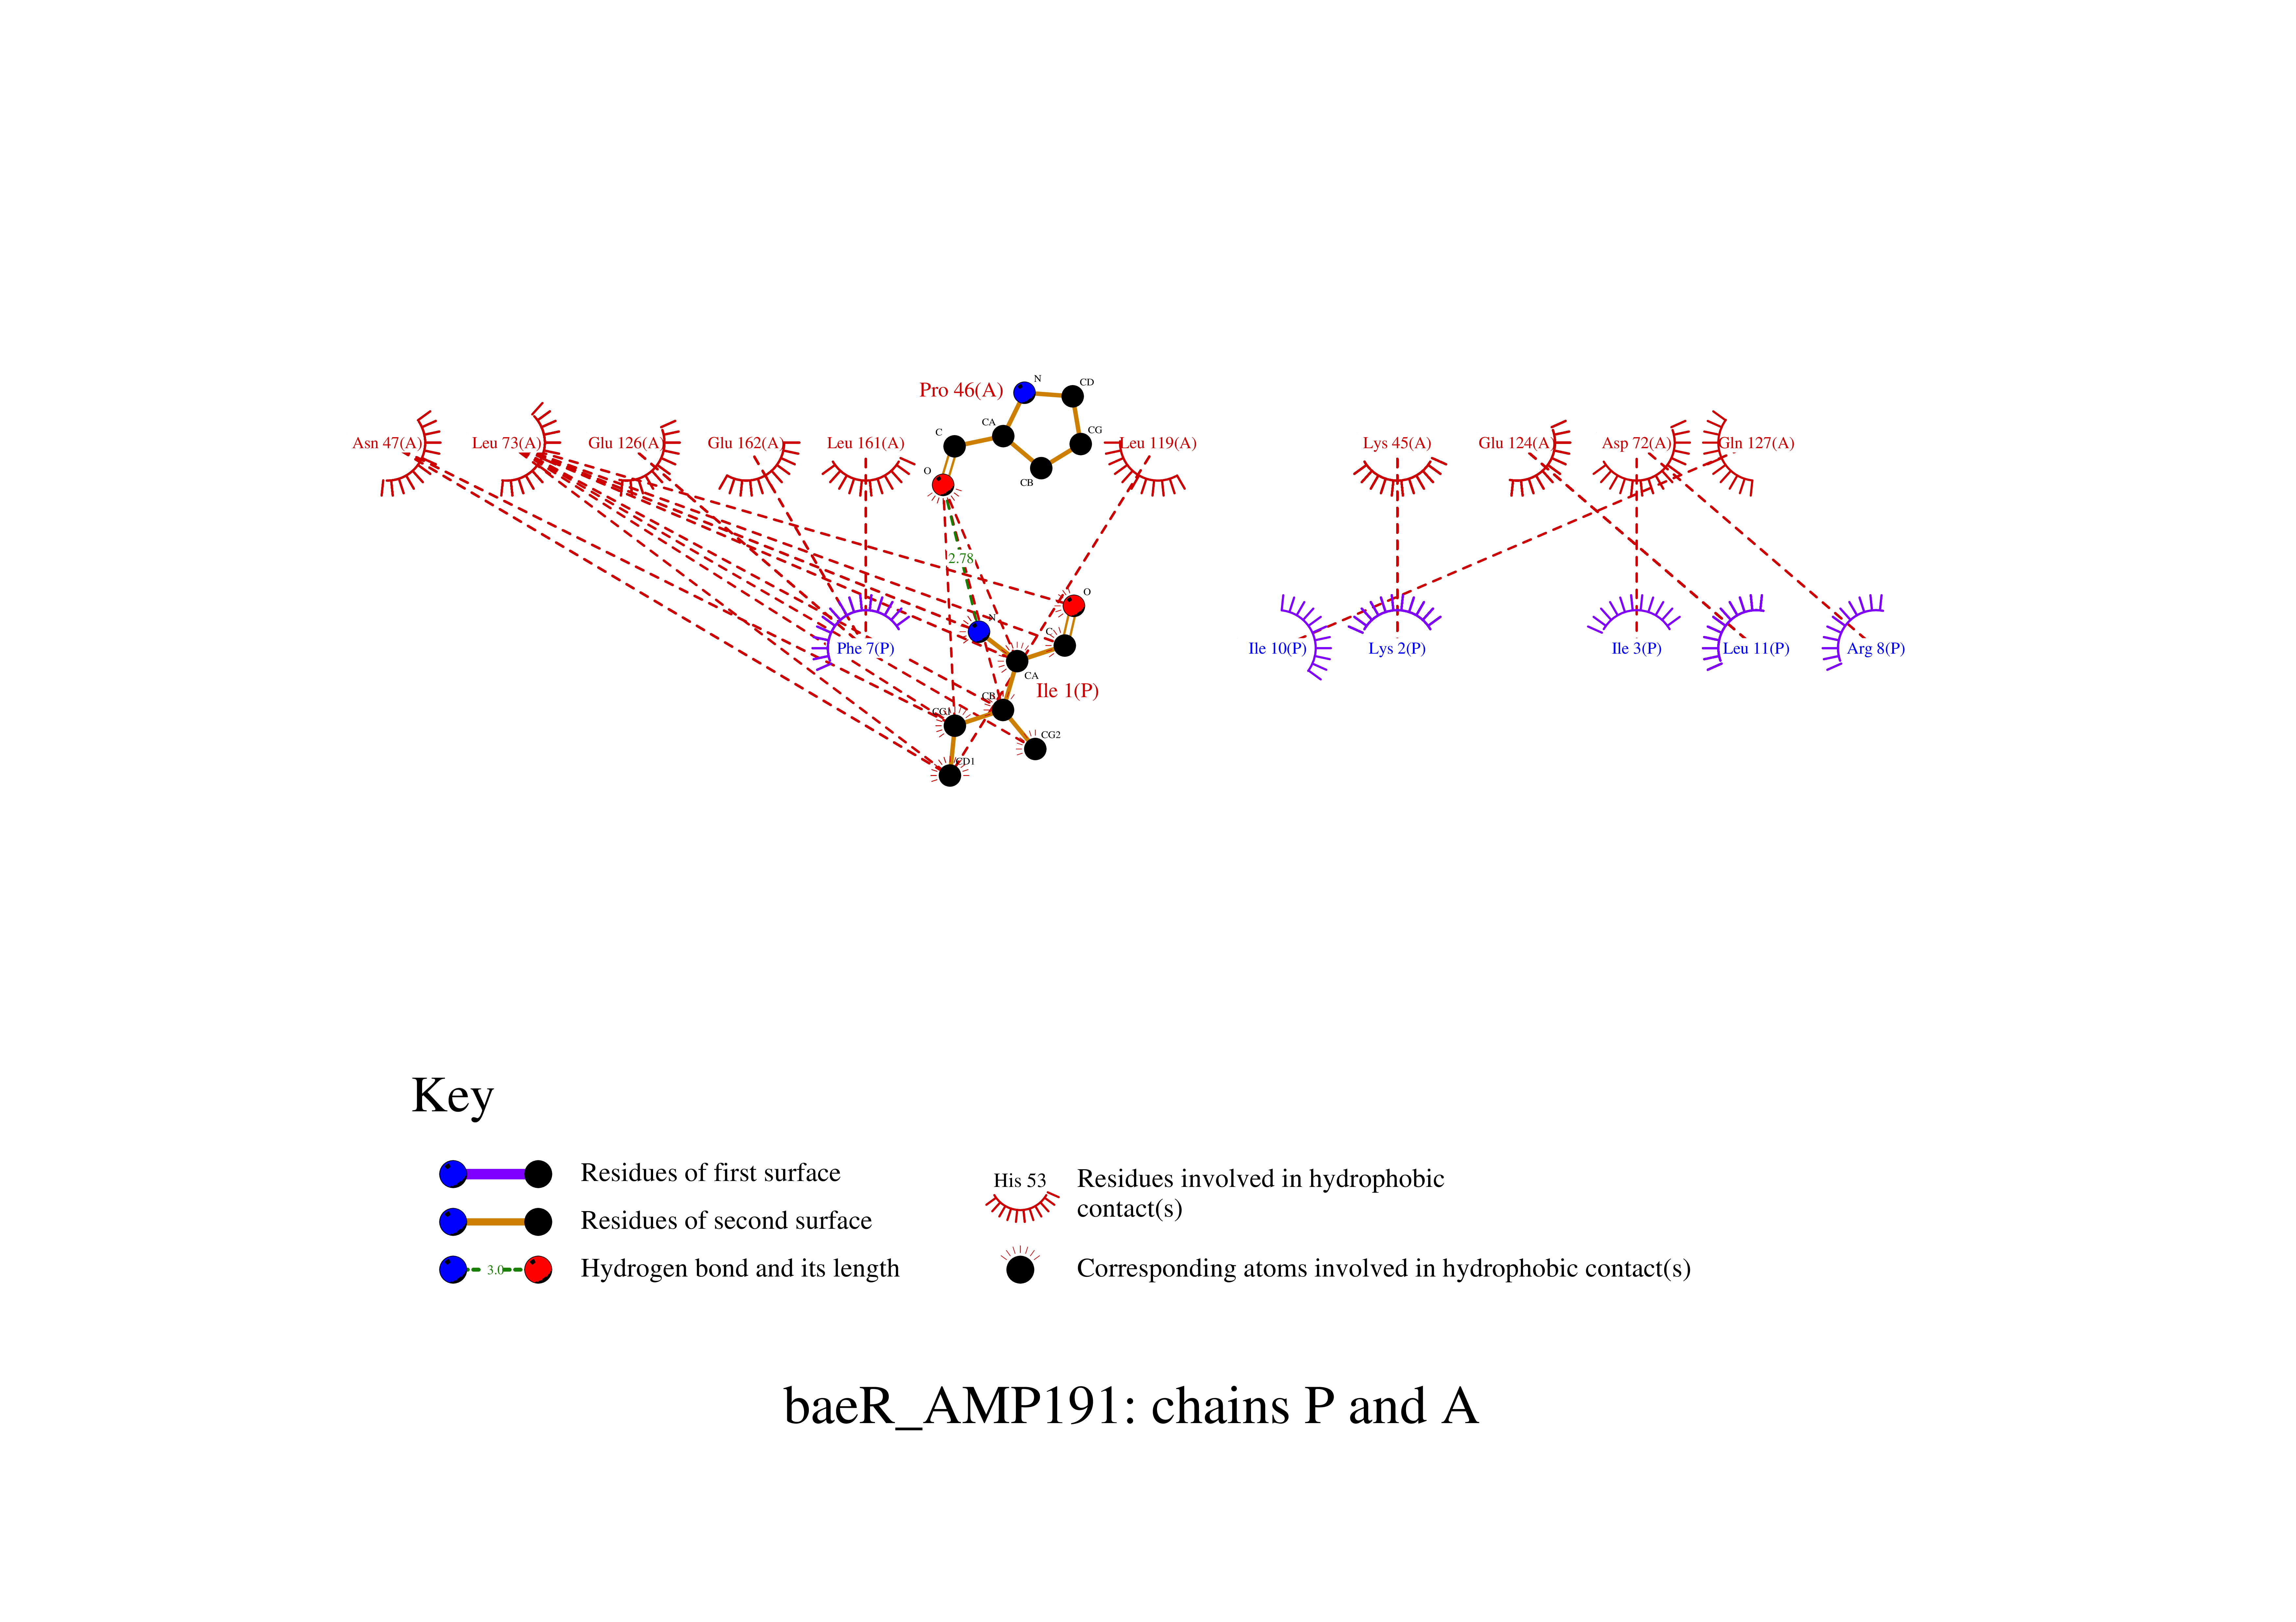 N
CD
Pro 46(A)
CA
C
CG
Asn 47(A) Leu 73(A) Glu 126(A) Glu 162(A) Leu 161(A) Leu 119(A) Lys 45(A) Glu 124(A) Asp 72(A) Gln 127(A)
O
CB
2.78
O
N
C
Phe 7(P) Ile 10(P) Lys 2(P) Ile 3(P) Leu 11(P) Arg 8(P)
CA
Ile 1(P)
CB
CG1
CG2
CD1
Key
Residues of first surface
Residues of second surface
3.0 Hydrogen bond and its length
His 53 Residues involved in hydrophobic
contact(s)
Corresponding atoms involved in hydrophobic contact(s)
baeR_AMP191: chains P and A